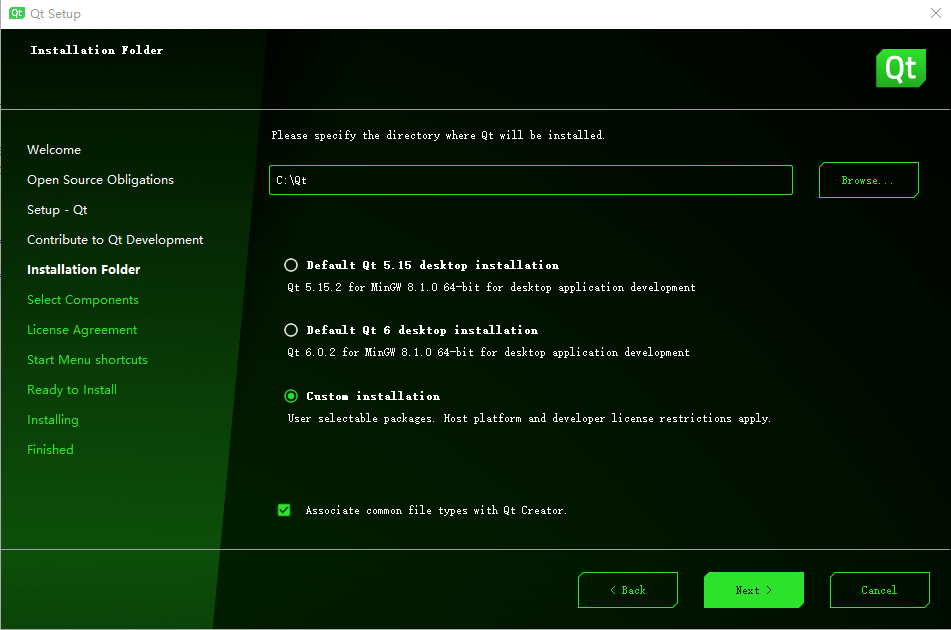 Qt Qt Setup
Installation Folder
Qt
Welcome
Open Source Obligations
Setup - Qt
Contribute to Qt Development
Installation Folder
Select Components
License Agreement
Start Menu shortcuts
Ready to Install
Installing
Finished
Please specify the directory where Qt will be installed.
C:\Qt
Browse...
Default Qt 5.15 desktop installation
Qt 5.15.2 for MinGW 8.1.0 64-bit for desktop application development
Default Qt 6 desktop installation
Qt 6.0.2 for MinGW 8.1.0 64-bit for desktop application development
Custom installation
User selectable packages. Host platform and developer license restrictions apply.
Associate common file types with Qt Creator.
< Back
Next >
Cancel